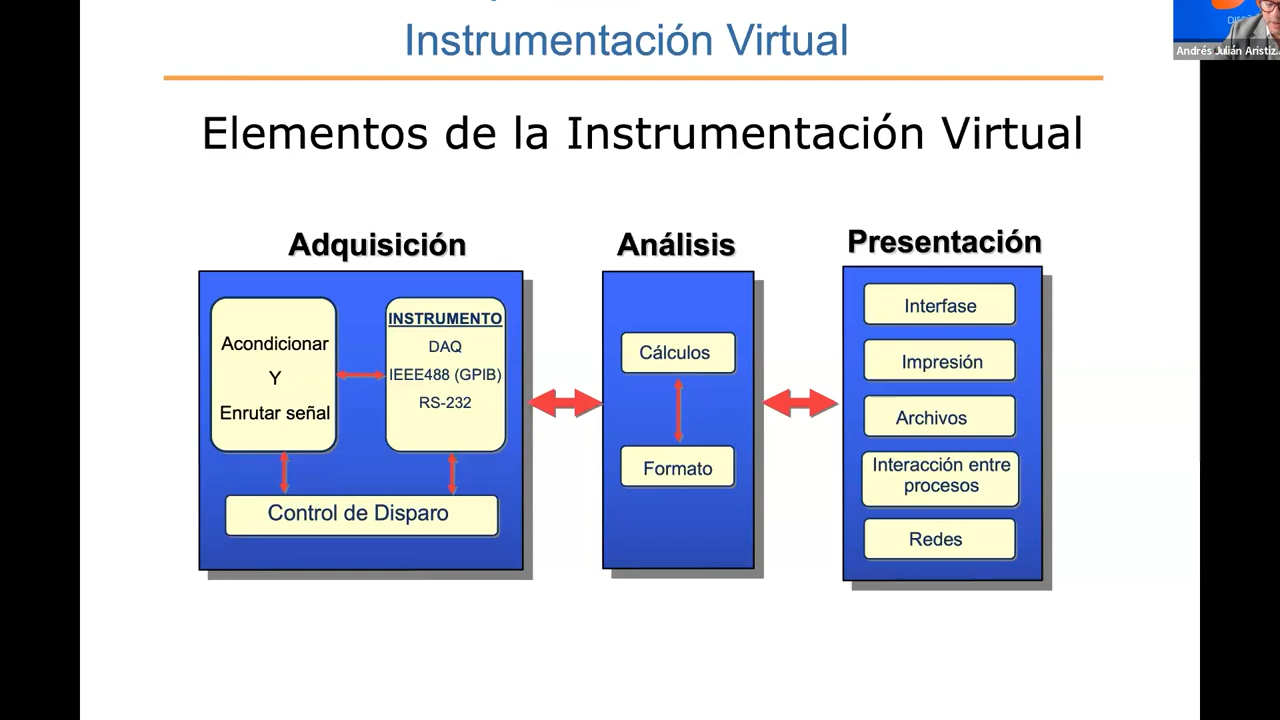 Instrumentación Virtual
Andrés Julián Aristiz...
Elementos de la Instrumentación Virtual
Adquisición
Análisis
Presentación
Acondicionar
Y
Enrutar señal
INSTRUMENTO
DAQ
IEEE488 (GPIB)
RS-232
Control de Disparo
Cálculos
Formato
Interfase
Impresión
Archivos
Interacción entre
procesos
Redes